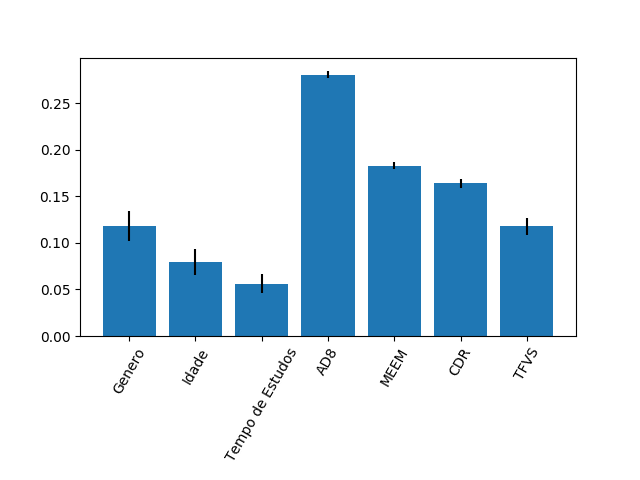 0.25
0.20
0.15
0.10
0.05
0.00
Genero
Idade
Tempo de Estudos
AD8
MEEM
CDR
TFVS